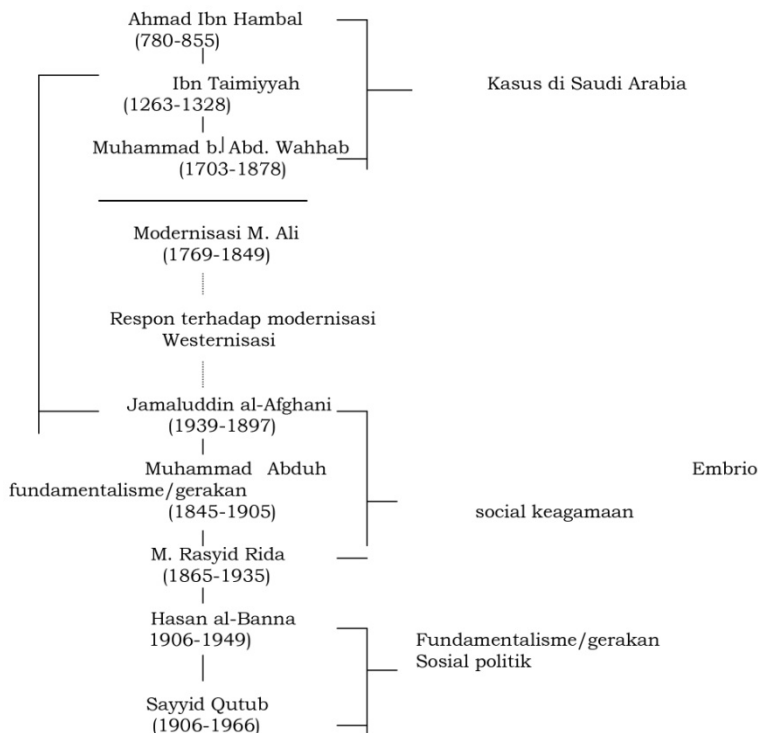 Ahmad Ibn Hambal
(780-855)
Ibn Taimiyyah
(1263-1328)
Kasus di Saudi Arabia
Muhammad b. Abd. Wahhab
(1703-1878)
Modernisasi M. Ali
(1769-1849)
Respon terhadap modernisasi
Westernisasi
Jamaluddin al-Afghani
(1939-1897)
Muhammad Abduh Embrio
fundamentalisme/gerakan
(1845-1905) social keagamaan
M. Rasyid Rida
(1865-1935)
Hasan al-Banna
1906-1949)
Fundamentalisme/gerakan
Sosial politik
Sayyid Qutub
(1906-1966)